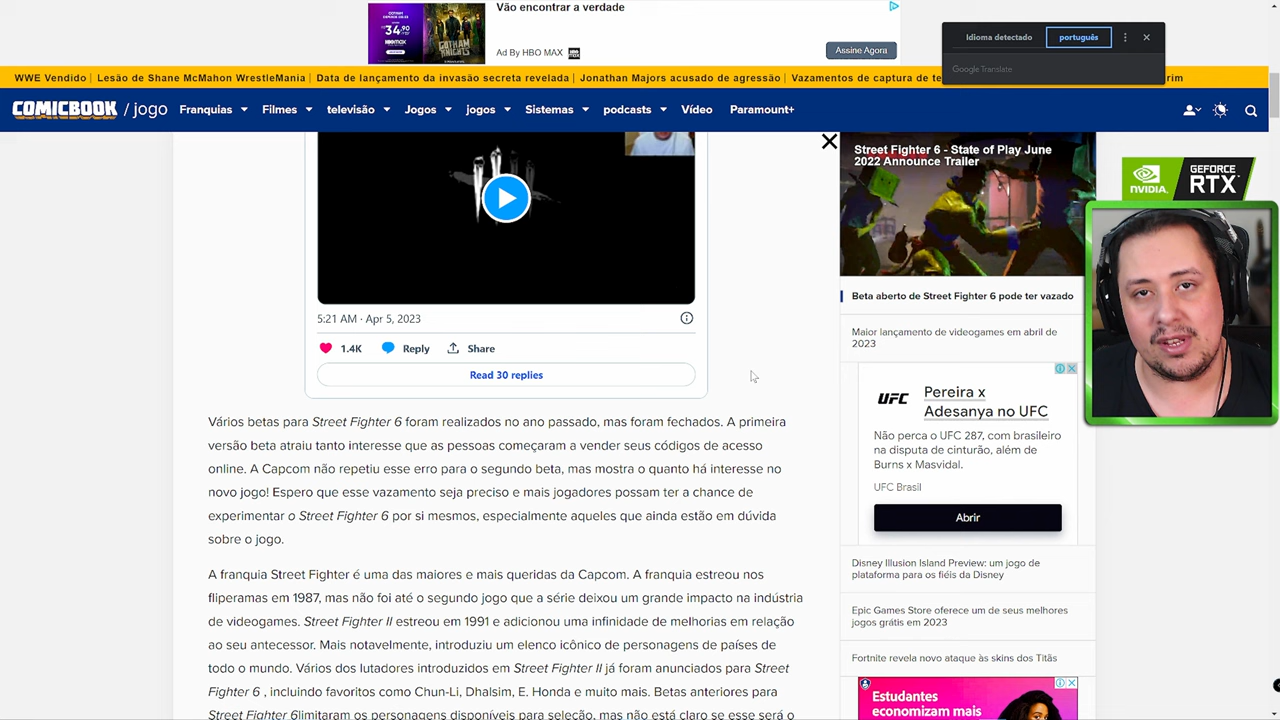 Vão encontrar a verdade
GOTHAM KNIGHTS
34,90
HBOMAX
Ad By HBO MAX
Assine Agora
Idioma detectado
português
Google Translate
WWE Vendido | Lesão de Shane McMahon WrestleMania | Data de lançamento da invasão secreta revelada | Jonathan Majors acusado de agressão | Vazamentos de captura de te
rim
COMICBOOK / jogo
Franquias
Filmes
televisão
Jogos
jogos
Sistemas
podcasts
Vídeo
Paramount+
5:21 AM · Apr 5, 2023
1.4K
Reply
Share
Read 30 replies
Vários betas para Street Fighter 6 foram realizados no ano passado, mas foram fechados. A primeira
versão beta atraiu tanto interesse que as pessoas começaram a vender seus códigos de acesso
online. A Capcom não repetiu esse erro para o segundo beta, mas mostra o quanto há interesse no
novo jogo! Espero que esse vazamento seja preciso e mais jogadores possam ter a chance de
experimentar o Street Fighter 6 por si mesmos, especialmente aqueles que ainda estão em dúvida
sobre o jogo.
A franquia Street Fighter é uma das maiores e mais queridas da Capcom. A franquia estreou nos
fliperamas em 1987, mas não foi até o segundo jogo que a série deixou um grande impacto na indústria
de videogames. Street Fighter II estreou em 1991 e adicionou uma infinidade de melhorias em relação
ao antecessor. Mais notavelmente, introduziu um elenco icônico de personagens de países de
todo o mundo. Vários dos lutadores introduzidos em Street Fighter II já foram anunciados para Street
Fighter 6 , incluindo favoritos como Chun-Li, Dhalsim, E. Honda e muito mais. Betas anteriores para
Street Fighter 6limitaram os personagens disponíveis para seleção, mas não está claro se esse será o
Street Fighter 6 - State of Play June
2022 Announce Trailer
Beta aberto de Street Fighter 6 pode ter vazado
Maior lançamento de videogames em abril de
2023
UFC
Pereira x
Adesanya no UFC
Não perca o UFC 287, com brasileiro
na disputa de cinturão, além de
Burns x Masvidal.
UFC Brasil
Abrir
Disney Illusion Island Preview: um jogo de
plataforma para os fiéis da Disney
Epic Games Store oferece um de seus melhores
jogos grátis em 2023
Fortnite revela novo ataque às skins dos Titãs
Estudantes
economizam mais
NVIDIA
GEFORCE
RTX